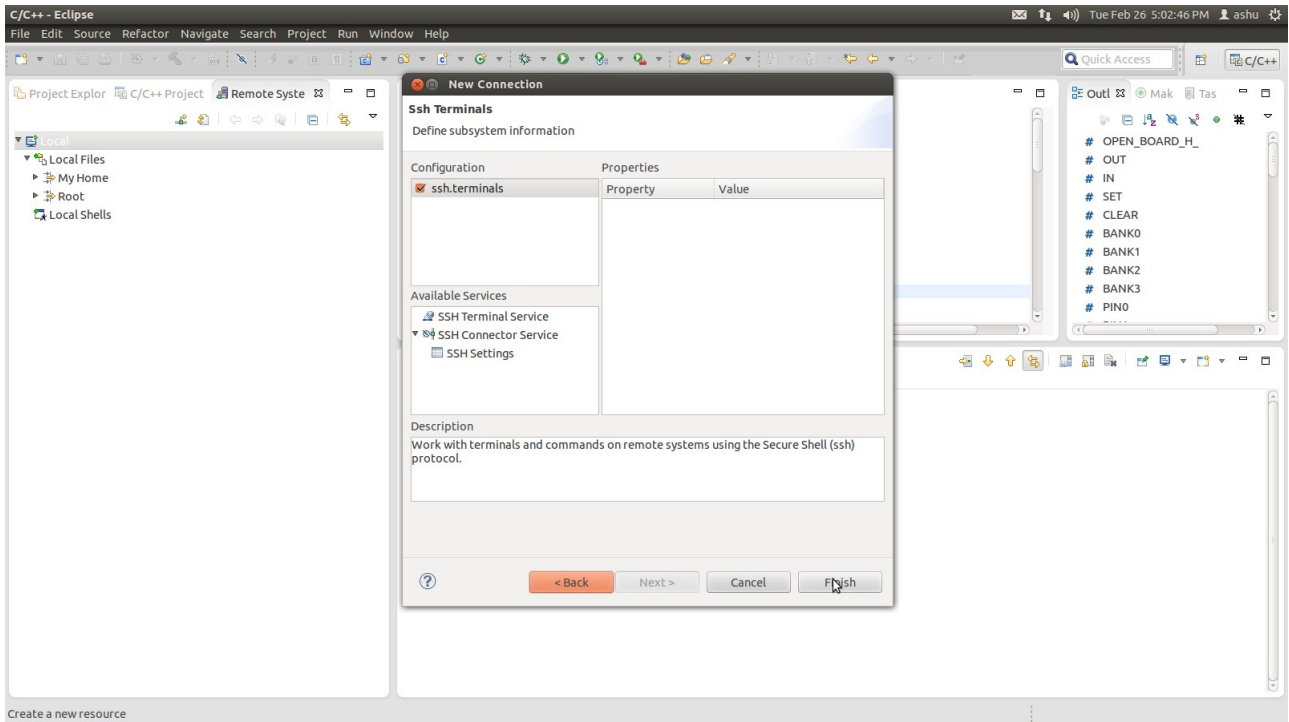 C/C++ - Eclipse
Tue Feb 26 5:02:46 PM ashu
File Edit Source Refactor Navigate Search Project Run Window Help
Quick Access
C/C++
Project Explor C/C++ Project Remote Syste
Local
Local Files
My Home
Root
Local Shells
New Connection
Ssh Terminals
Define subsystem information
Configuration
ssh.terminals
Properties
Property Value
Available Services
SSH Terminal Service
SSH Connector Service
SSH Settings
Description
Work with terminals and commands on remote systems using the Secure Shell (ssh)
protocol.
< Back Next > Cancel Finish
Outl Mak Tas
# OPEN_BOARD_H_
# OUT
# IN
# SET
# CLEAR
# BANK0
# BANK1
# BANK2
# BANK3
# PIN0
Create a new resource